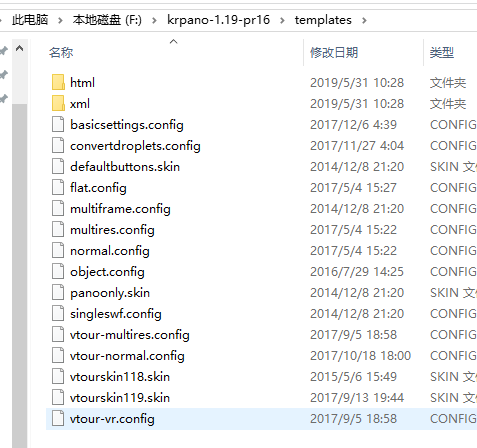 此电脑 › 本地磁盘 (F:) › krpano-1.19-pr16 › templates ›
名称 修改日期 类型
html 2019/5/31 10:28 文件夹
xml 2019/5/31 10:28 文件夹
basicsettings.config 2017/12/6 4:39 CONFIG
convertdroplets.config 2017/11/27 4:04 CONFIG
defaultbuttons.skin 2014/12/8 21:20 SKIN 文
flat.config 2017/5/4 15:27 CONFIG
multiframe.config 2014/12/8 21:20 CONFIG
multires.config 2017/5/4 15:22 CONFIG
normal.config 2017/5/4 15:22 CONFIG
object.config 2016/7/29 14:25 CONFIG
panoonly.skin 2014/12/8 21:20 SKIN 文
singleswf.config 2014/12/8 21:20 CONFIG
vtour-multires.config 2017/9/5 18:58 CONFIG
vtour-normal.config 2017/10/18 18:00 CONFIG
vtourskin118.skin 2015/5/6 15:49 SKIN 文
vtourskin119.skin 2017/9/13 19:44 SKIN 文
vtour-vr.config 2017/9/5 18:58 CONFIG